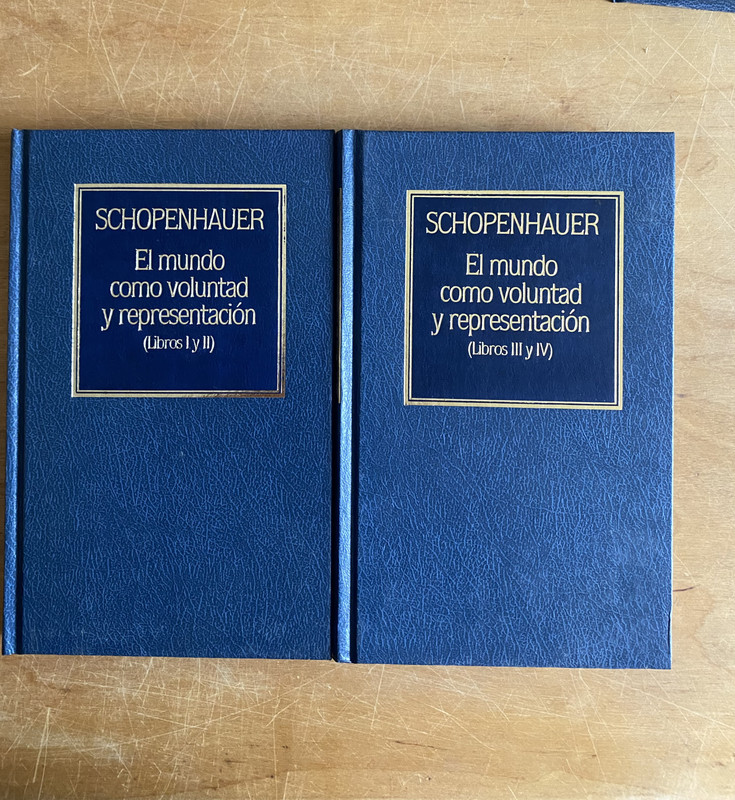 SCHOPENHAUER
El mundo
como voluntad
y representación
(Libros I y II)
SCHOPENHAUER
El mundo
como voluntad
y representación
(Libros III y IV)